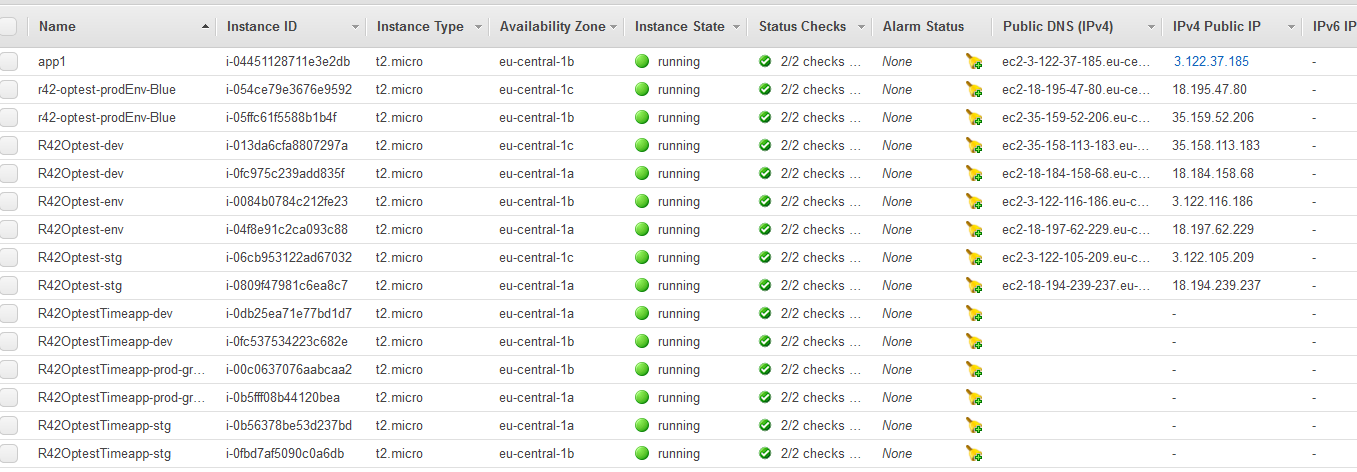 Name Instance ID Instance Type Availability Zone Instance State Status Checks Alarm Status Public DNS (IPv4) IPv4 Public IP IPv6 IP
app1 i-04451128711e3e2db t2.micro eu-central-1b running 2/2 checks ... None ec2-3-122-37-185.eu-ce... 3.122.37.185 -
r42-optest-prodEnv-Blue i-054ce79e3676e9592 t2.micro eu-central-1c running 2/2 checks ... None ec2-18-195-47-80.eu-ce... 18.195.47.80 -
r42-optest-prodEnv-Blue i-05ffc61f5588b1b4f t2.micro eu-central-1b running 2/2 checks ... None ec2-35-159-52-206.eu-c... 35.159.52.206 -
R42Optest-dev i-013da6cfa8807297a t2.micro eu-central-1c running 2/2 checks ... None ec2-35-158-113-183.eu-... 35.158.113.183 -
R42Optest-dev i-0fc975c239add835f t2.micro eu-central-1a running 2/2 checks ... None ec2-18-184-158-68.eu-c... 18.184.158.68 -
R42Optest-env i-0084b0784c212fe23 t2.micro eu-central-1b running 2/2 checks ... None ec2-3-122-116-186.eu-c... 3.122.116.186 -
R42Optest-env i-04f8e91c2ca093c88 t2.micro eu-central-1a running 2/2 checks ... None ec2-18-197-62-229.eu-c... 18.197.62.229 -
R42Optest-stg i-06cb953122ad67032 t2.micro eu-central-1c running 2/2 checks ... None ec2-3-122-105-209.eu-c... 3.122.105.209 -
R42Optest-stg i-0809f47981c6ea8c7 t2.micro eu-central-1a running 2/2 checks ... None ec2-18-194-239-237.eu-... 18.194.239.237 -
R42OptestTimeapp-dev i-0db25ea71e77bd1d7 t2.micro eu-central-1a running 2/2 checks ... None - -
R42OptestTimeapp-dev i-0fc537534223c682e t2.micro eu-central-1b running 2/2 checks ... None - -
R42OptestTimeapp-prod-gr... i-00c0637076aabcaa2 t2.micro eu-central-1b running 2/2 checks ... None - -
R42OptestTimeapp-prod-gr... i-0b5fff08b44120bea t2.micro eu-central-1a running 2/2 checks ... None - -
R42OptestTimeapp-stg i-0b56378be53d237bd t2.micro eu-central-1a running 2/2 checks ... None - -
R42OptestTimeapp-stg i-0fbd7af5090c0a6db t2.micro eu-central-1b running 2/2 checks ... None - -